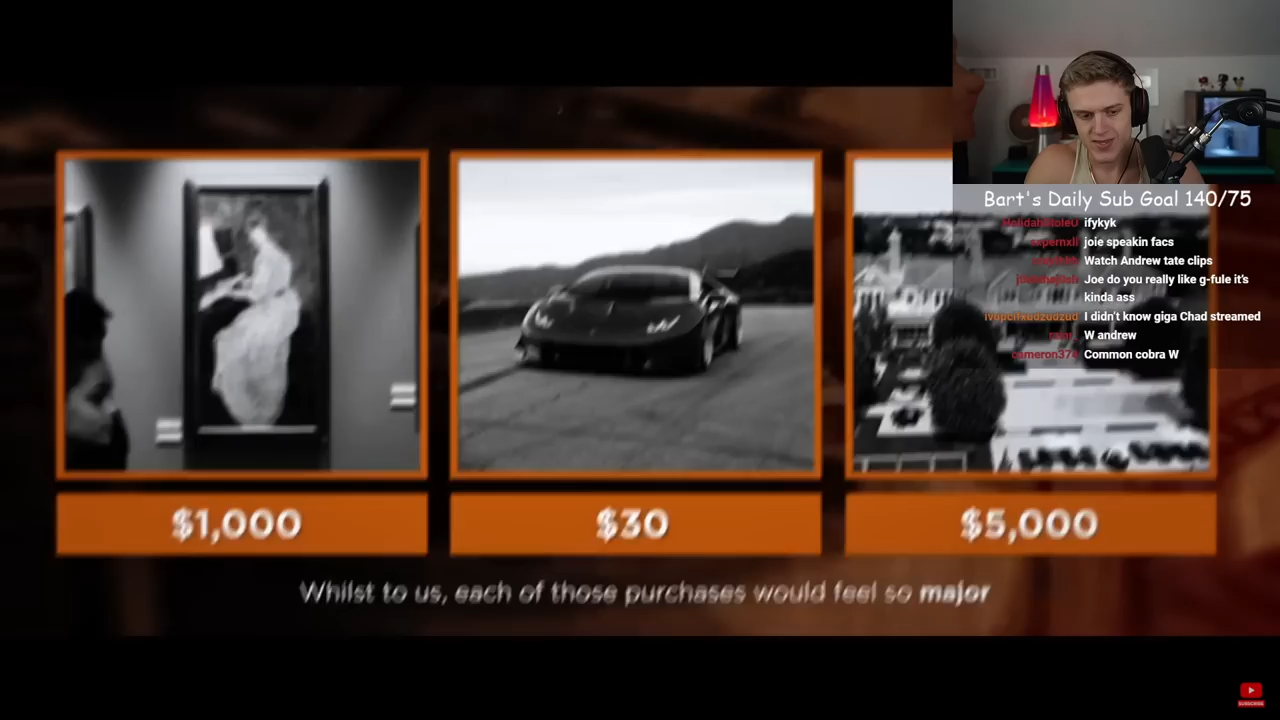 Bart's Daily Sub Goal 140/75
ifykyk
joie speakin facs
Watch Andrew tate clips
Joe do you really like g-fule it's
kinda ass
I didn't know giga Chad streamed
W andrew
cameron374 Common cobra W
$1,000
$30
$5,000
Whilst to us, each of those purchases would feel so major
SUBSCRIBE